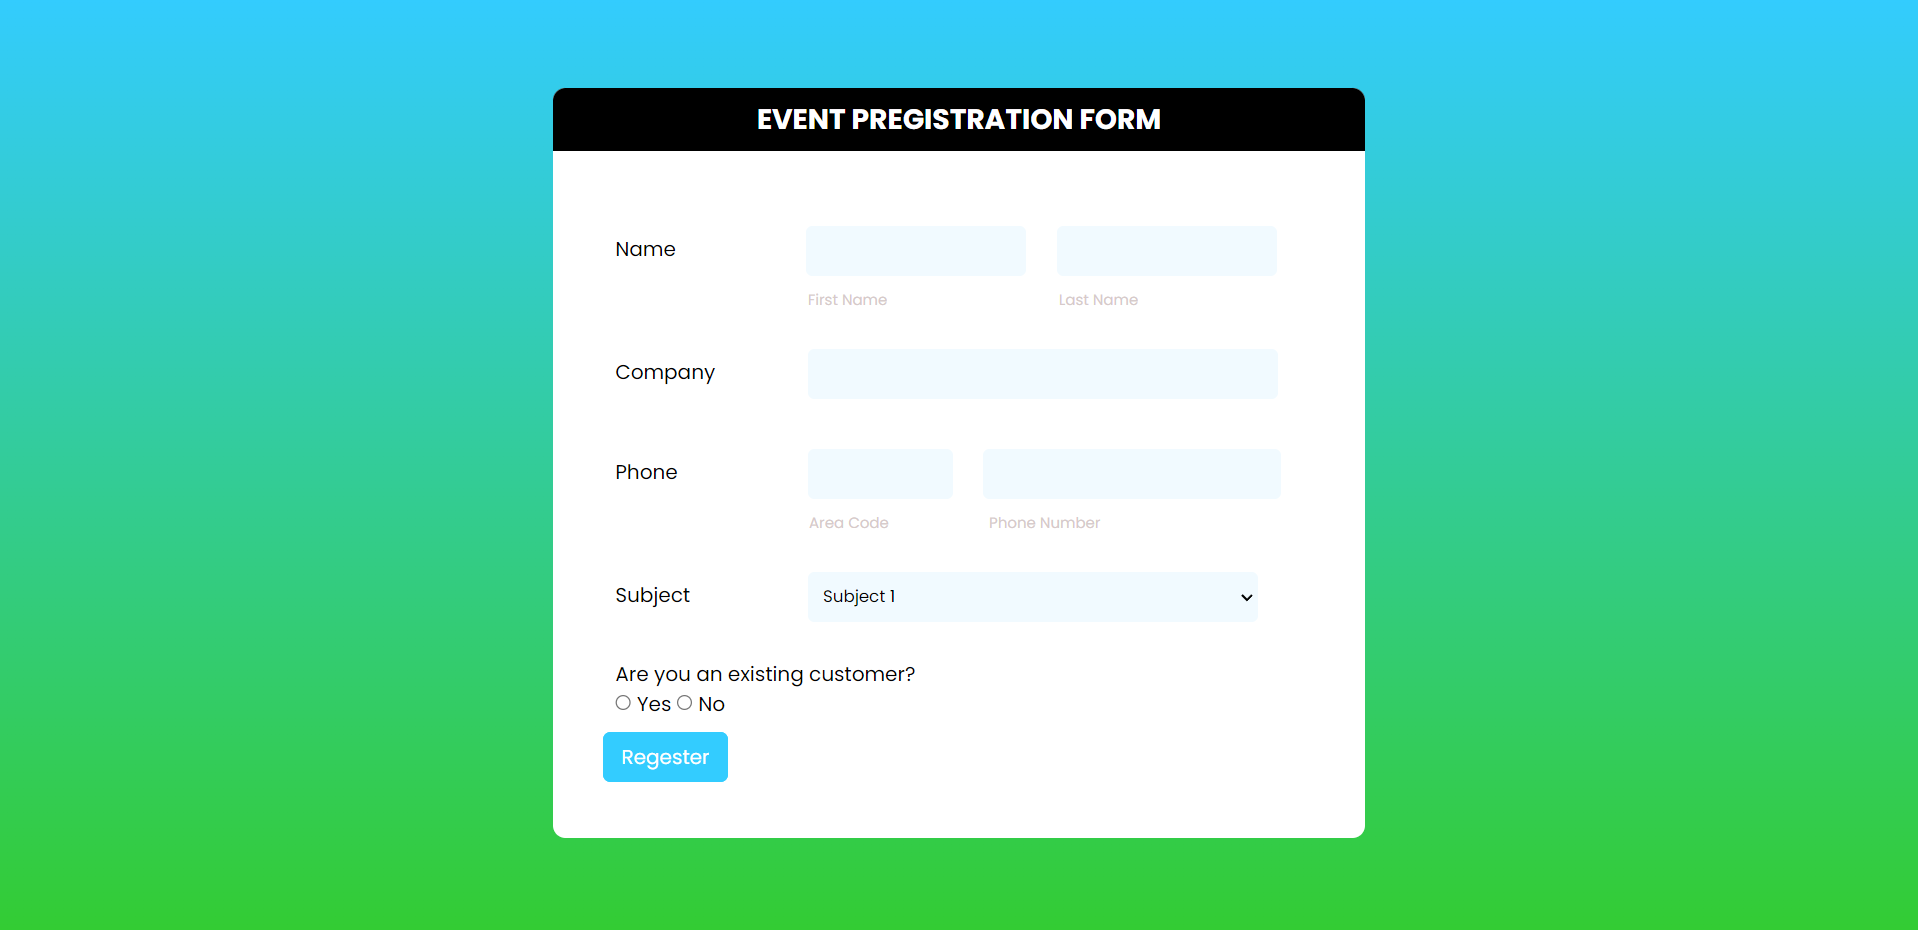 EVENT PREGISTRATION FORM
Name
First Name Last Name
Company
Phone
Area Code Phone Number
Subject Subject 1
Are you an existing customer?
Yes No
Regester